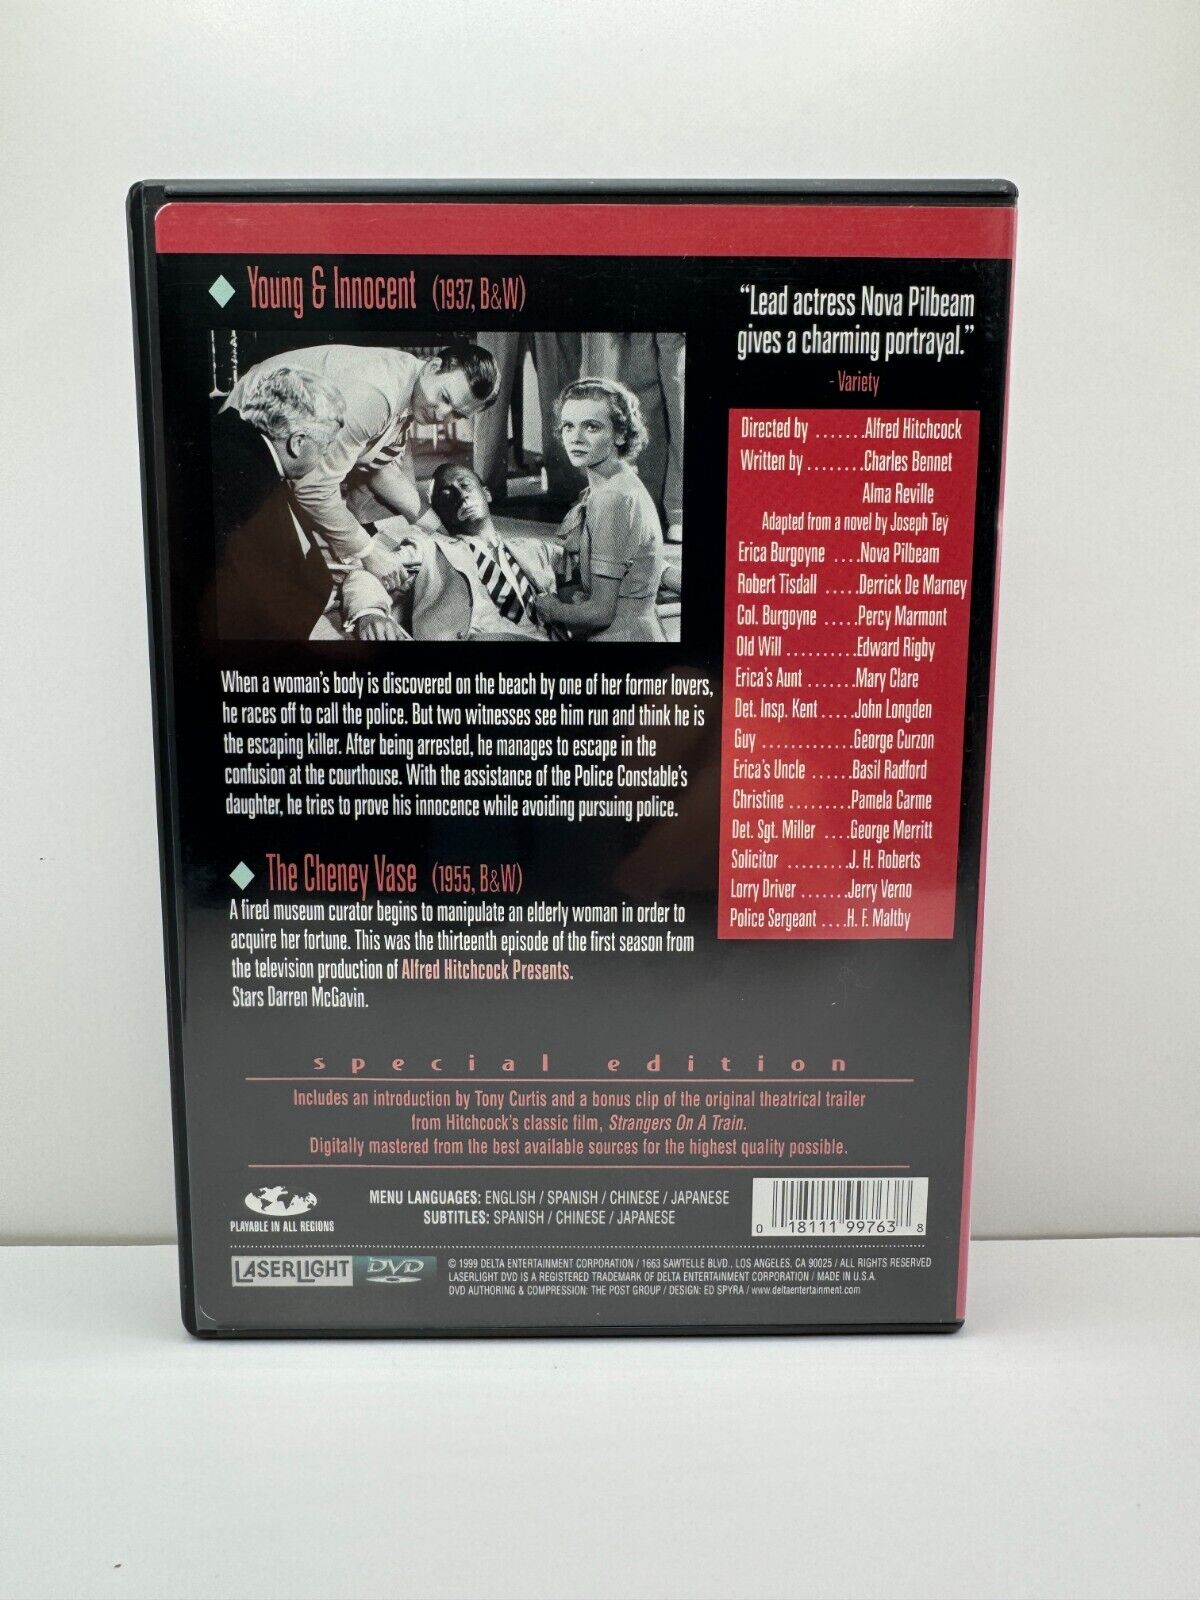 Young & Innocent (1937, B&W)
When a woman's body is discovered on the beach by one of her former lovers,
he races off to call the police. But two witnesses see him run and think he is
the escaping killer. After being arrested, he manages to escape in the
confusion at the courthouse. With the assistance of the Police Constable's
daughter, he tries to prove his innocence while avoiding pursuing police.
The Cheney Vase (1955, B&W)
A fired museum curator begins to manipulate an elderly woman in order to
acquire her fortune. This was the thirteenth episode of the first season from
the television production of Alfred Hitchcock Presents.
Stars Darren McGavin.
"Lead actress Nova Pilbeam
gives a charming portrayal."
- Variety
Directed by .......Alfred Hitchcock
Written by ........Charles Bennet
Alma Reville
Adapted from a novel by Joseph Tey
Erica Burgoyne ....Nova Pilbeam
Robert Tisdall .....Derrick De Marney
Col. Burgoyne .....Percy Marmont
Old Will ..........Edward Rigby
Erica's Aunt .......Mary Clare
Det. Insp. Kent .....John Longden
Guy .............George Curzon
Erica's Uncle ......Basil Radford
Christine .........Pamela Carme
Det. Sgt. Miller ....George Merritt
Solicitor .........J. H. Roberts
Lorry Driver .......Jerry Verno
Police Sergeant ....H. F. Maltby
special edition
Includes an introduction by Tony Curtis and a bonus clip of the original theatrical trailer
from Hitchcock's classic film, Strangers On A Train.
Digitally mastered from the best available sources for the highest quality possible.
PLAYABLE IN ALL REGIONS
MENU LANGUAGES: ENGLISH / SPANISH / CHINESE / JAPANESE
SUBTITLES: SPANISH / CHINESE / JAPANESE
0 18111 99763 8
LASERLIGHT DVD
© 1999 DELTA ENTERTAINMENT CORPORATION / 1663 SAWTELLE BLVD., LOS ANGELES, CA 90025 / ALL RIGHTS RESERVED
LASERLIGHT DVD IS A REGISTERED TRADEMARK OF DELTA ENTERTAINMENT CORPORATION / MADE IN U.S.A.
DVD AUTHORING & COMPRESSION: THE POST GROUP / DESIGN: ED SPYRA / www.deltaentertainment.com